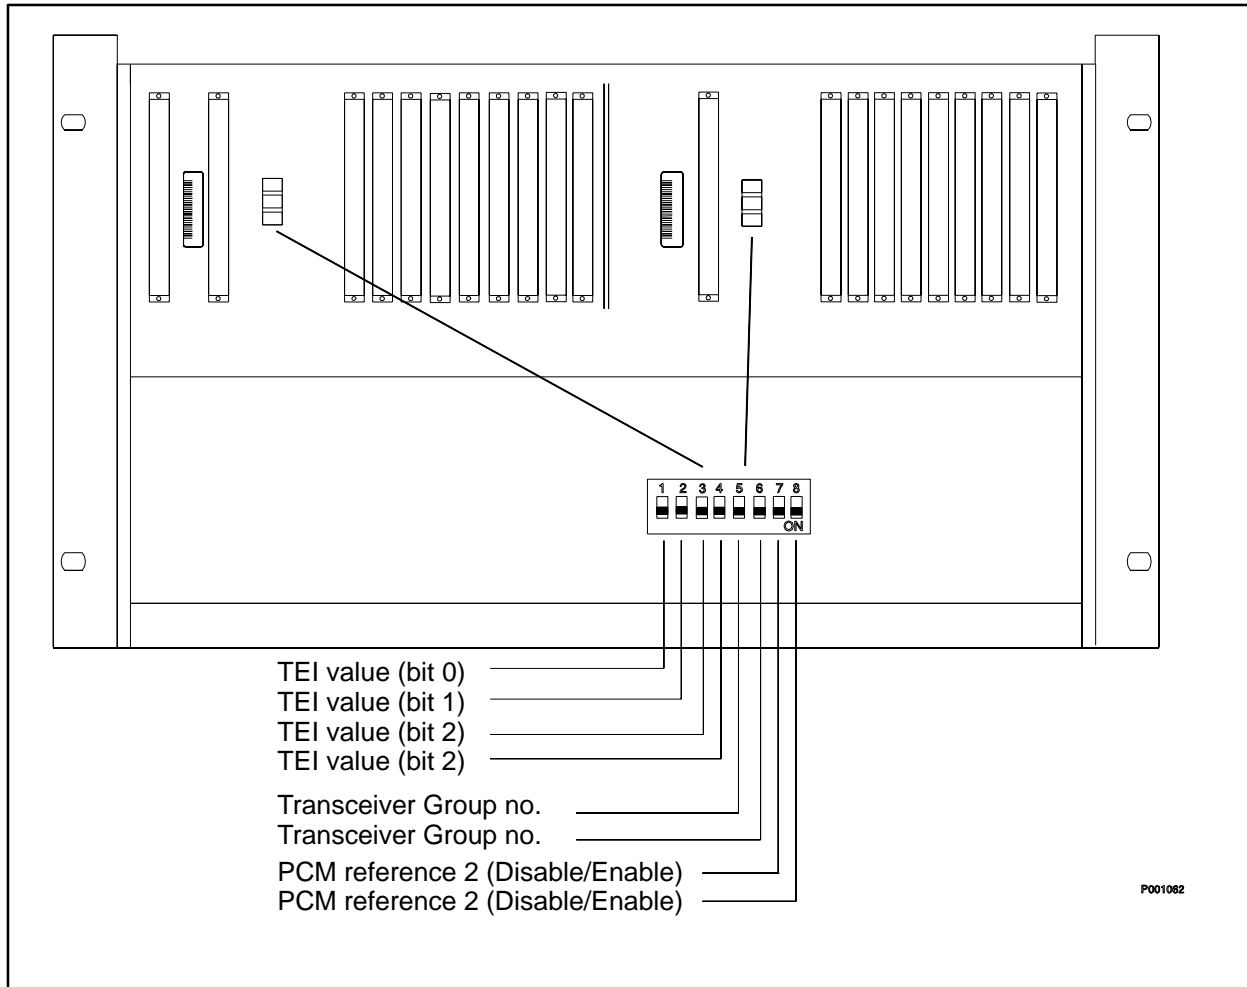 1 2 3 4 5 6 7 8
ON
TEI value (bit 0)
TEI value (bit 1)
TEI value (bit 2)
TEI value (bit 2)
Transceiver Group no.
Transceiver Group no.
PCM reference 2 (Disable/Enable)
PCM reference 2 (Disable/Enable)
P001062